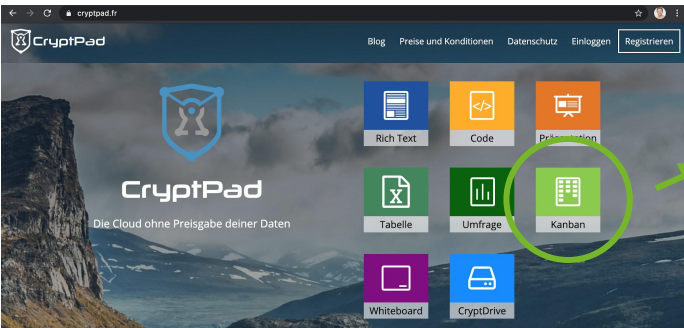 cryptpad.fr
CryptPad
Blog Preise und Konditionen Datenschutz Einloggen Registrieren
Rich Text Code Präsentation
CryptPad
Die Cloud ohne Preisgabe deiner Daten
Tabelle Umfrage Kanban
Whiteboard CryptDrive